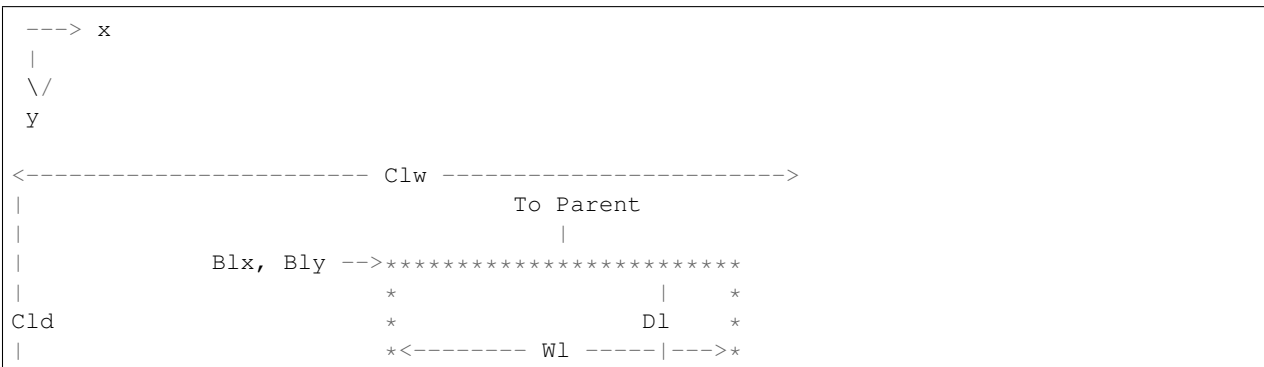 ---> x
|
\/
y
<------------------------ Clw ------------------------>
| To Parent
| |
| Blx, Bly -->*************************
| * | *
Cld * Dl *
| *<-------- Wl -----|--->*